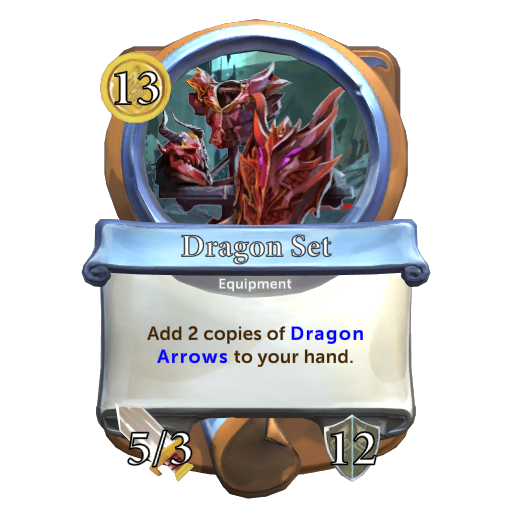 13
Dragon Set
Equipment
Add 2 copies of Dragon
Arrows to your hand.
5/3
12